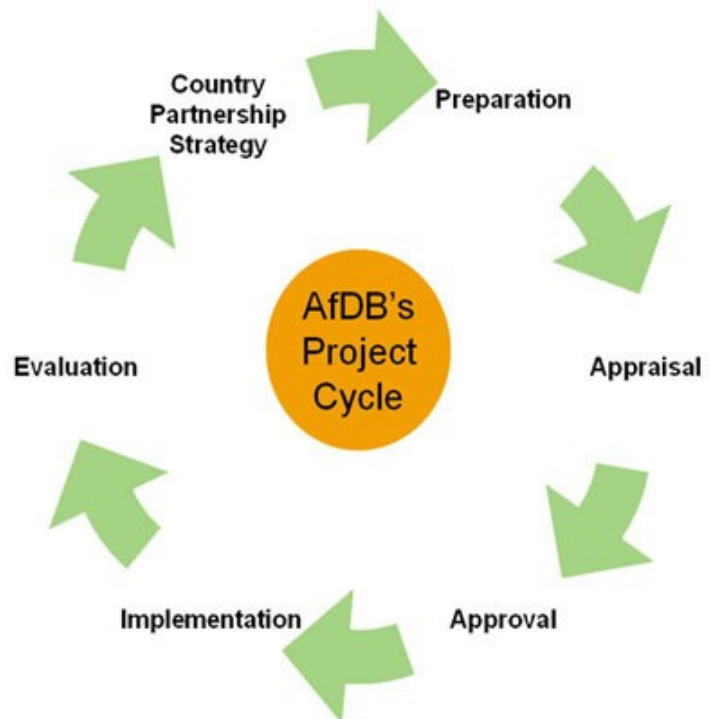 Country
Partnership
Strategy
Preparation
AfDB's
Project
Cycle
Evaluation
Appraisal
Implementation
Approval